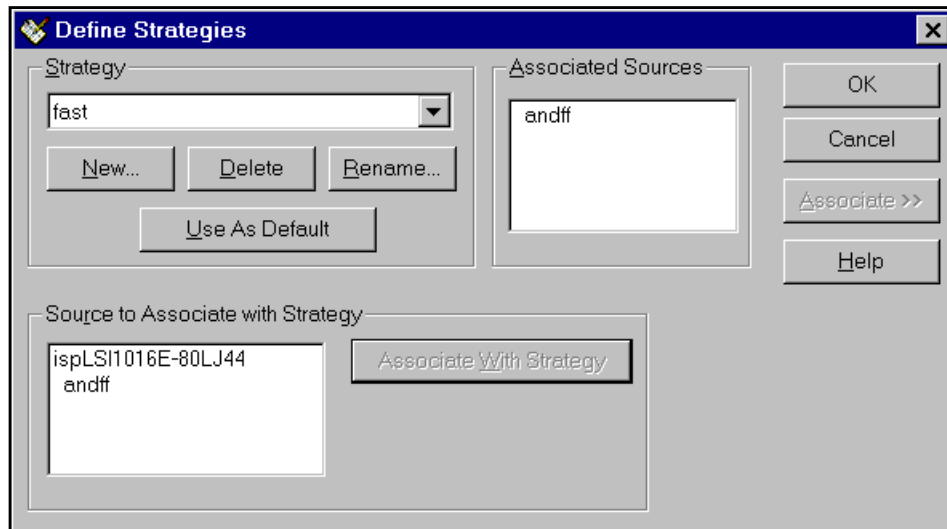 Define Strategies
Strategy
fast
New...
Delete
Rename...
Use As Default
Associated Sources
andff
OK
Cancel
Associate >>
Help
Source to Associate with Strategy
ispLSI1016E-80LJ44
andff
Associate With Strategy